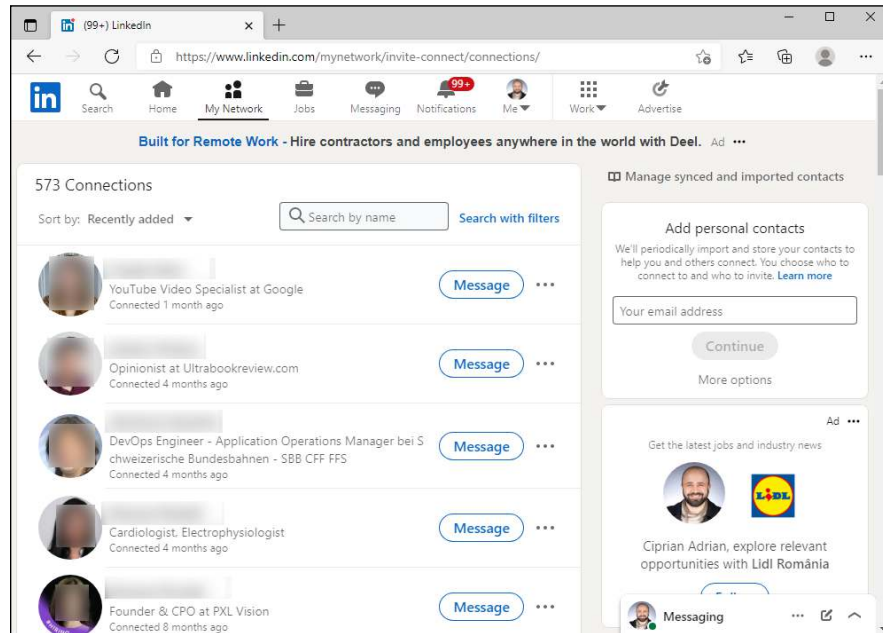 (99+) LinkedIn
https://www.linkedin.com/mynetwork/invite-connect/connections/
in
Search
Home
My Network
Jobs
Messaging
99+
Notifications
Me
Work
Advertise
Built for Remote Work - Hire contractors and employees anywhere in the world with Deel. Ad
573 Connections
Sort by: Recently added
Search by name
Search with filters
YouTube Video Specialist at Google
Connected 1 month ago
Message
Opinionist at Ultrabookreview.com
Connected 4 months ago
Message
DevOps Engineer - Application Operations Manager bei S
chweizerische Bundesbahnen - SBB CFF FFS
Connected 4 months ago
Message
Cardiologist. Electrophysiologist
Connected 4 months ago
Message
Founder & CPO at PXL Vision
Connected 8 months ago
Message
Manage synced and imported contacts
Add personal contacts
We'll periodically import and store your contacts to
help you and others connect. You choose who to
connect to and who to invite. Learn more
Your email address
Continue
More options
Ad
Get the latest jobs and industry news
LIDL
Ciprian Adrian, explore relevant
opportunities with Lidl România
Messaging